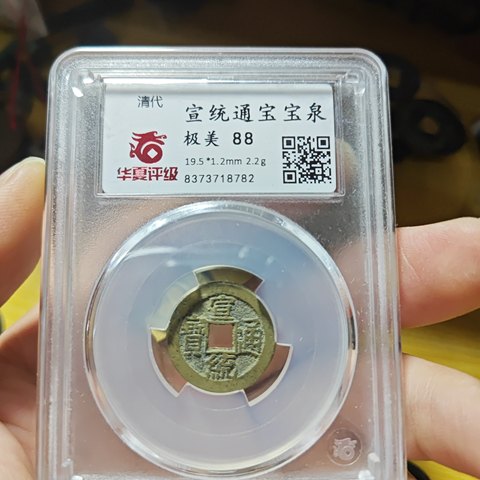 清代
宣统通宝宝泉
极美 88
19.5*1.2mm 2.2g
华夏评级
8373718782
宣
寶 通
統